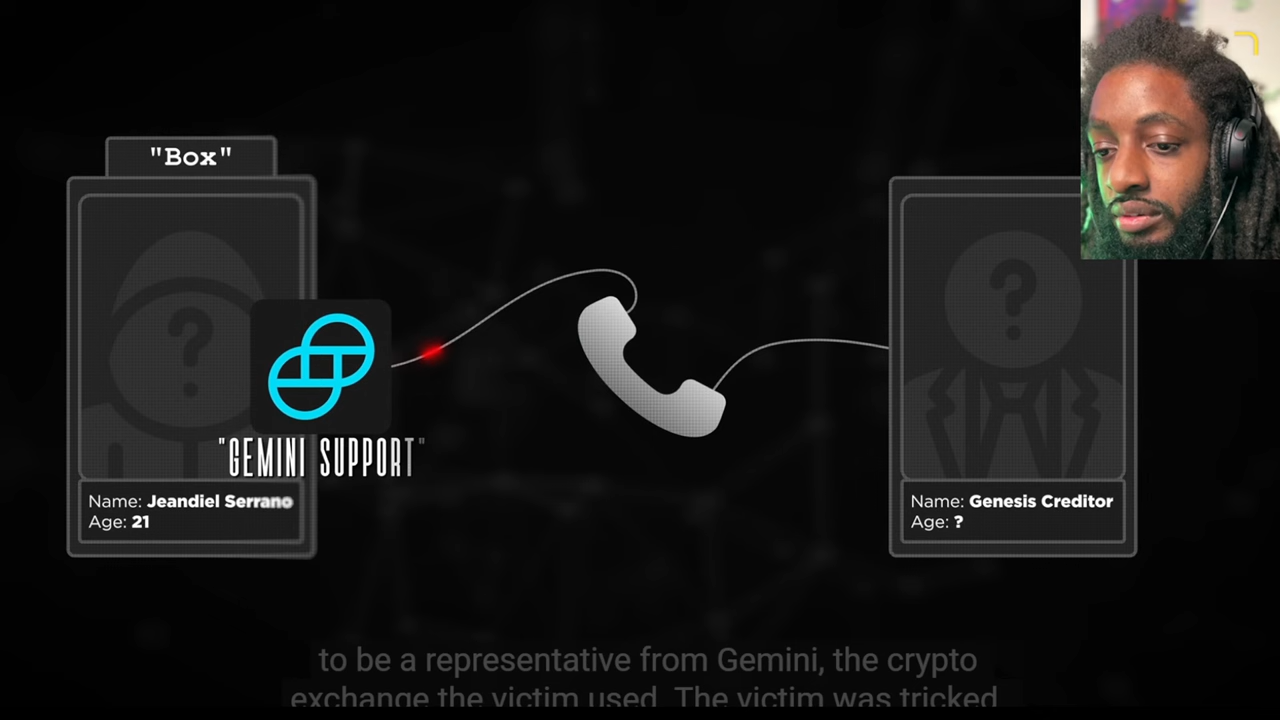 "Box"
"GEMINI SUPPORT"
Name: Jeandiel Serrano
Age: 21
Name: Genesis Creditor
Age: ?
to be a representative from Gemini, the crypto
exchange the victim used. The victim was tricked